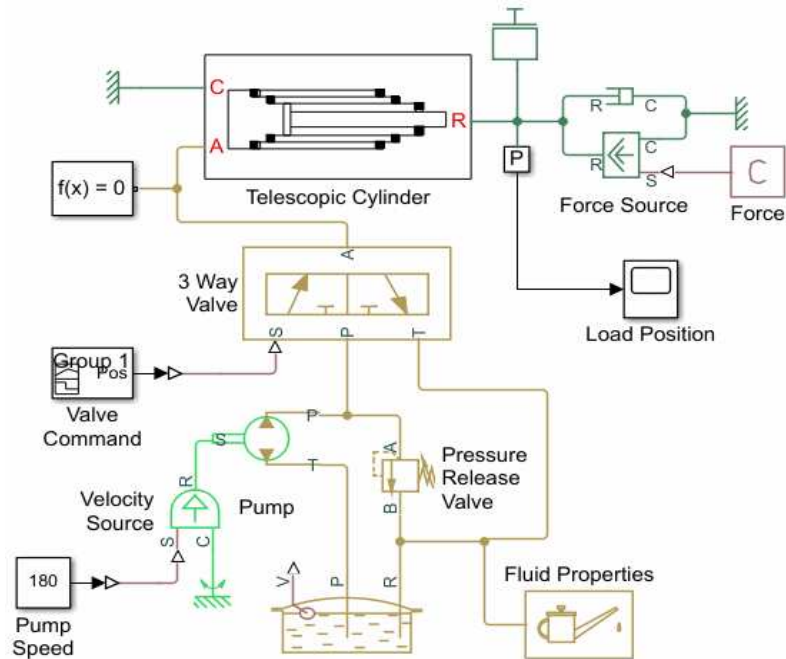 C
R
A
Telescopic Cylinder
f(x) = 0
P
R
C
R
C
S
C
Force Source
Force
Load Position
A
3 Way
Valve
S
P
T
Group 1
Pos
Valve
Command
P
S
T
A
Pressure
Release
Valve
B
R
Velocity
Source
Pump
S
C
180
Pump
Speed
V
P
R
Fluid Properties